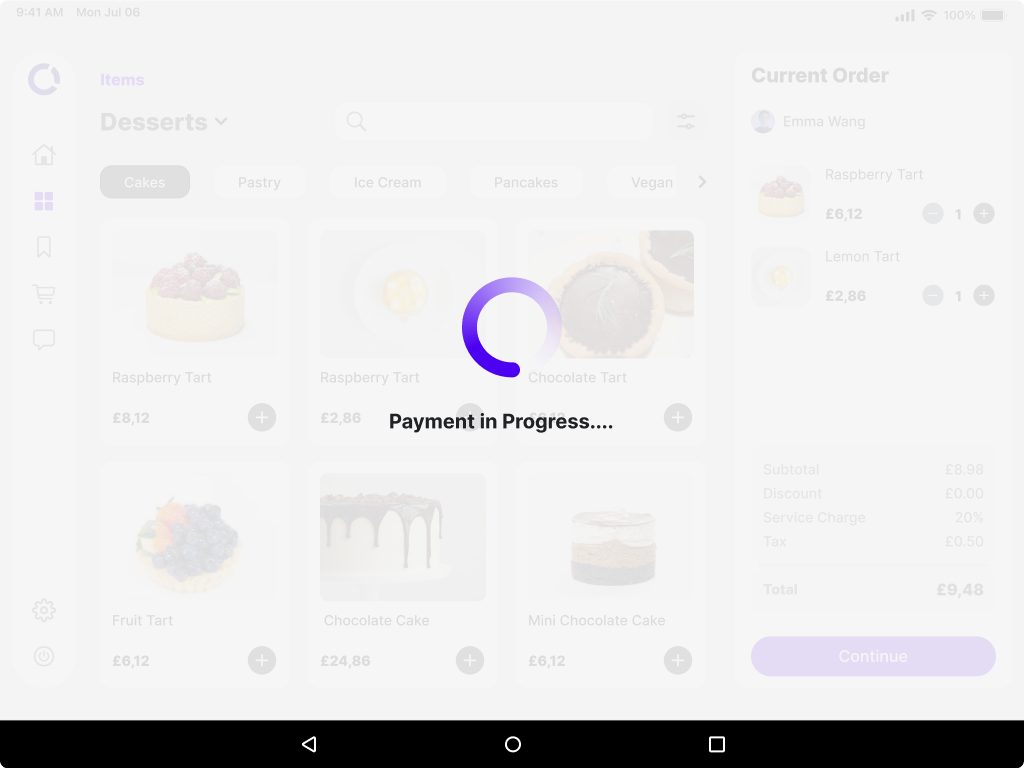 9:41 AM Mon Jul 06
100%
Items
Desserts
Cakes
Pastry
Ice Cream
Pancakes
Vegan
Raspberry Tart
£8,12
Raspberry Tart
£2,86
Chocolate Tart
Payment in Progress....
Fruit Tart
£6,12
Chocolate Cake
£24,86
Mini Chocolate Cake
£6,12
Current Order
Emma Wang
Raspberry Tart
£6,12 1
Lemon Tart
£2,86 1
Subtotal £8.98
Discount £0.00
Service Charge 20%
Tax £0.50
Total £9,48
Continue